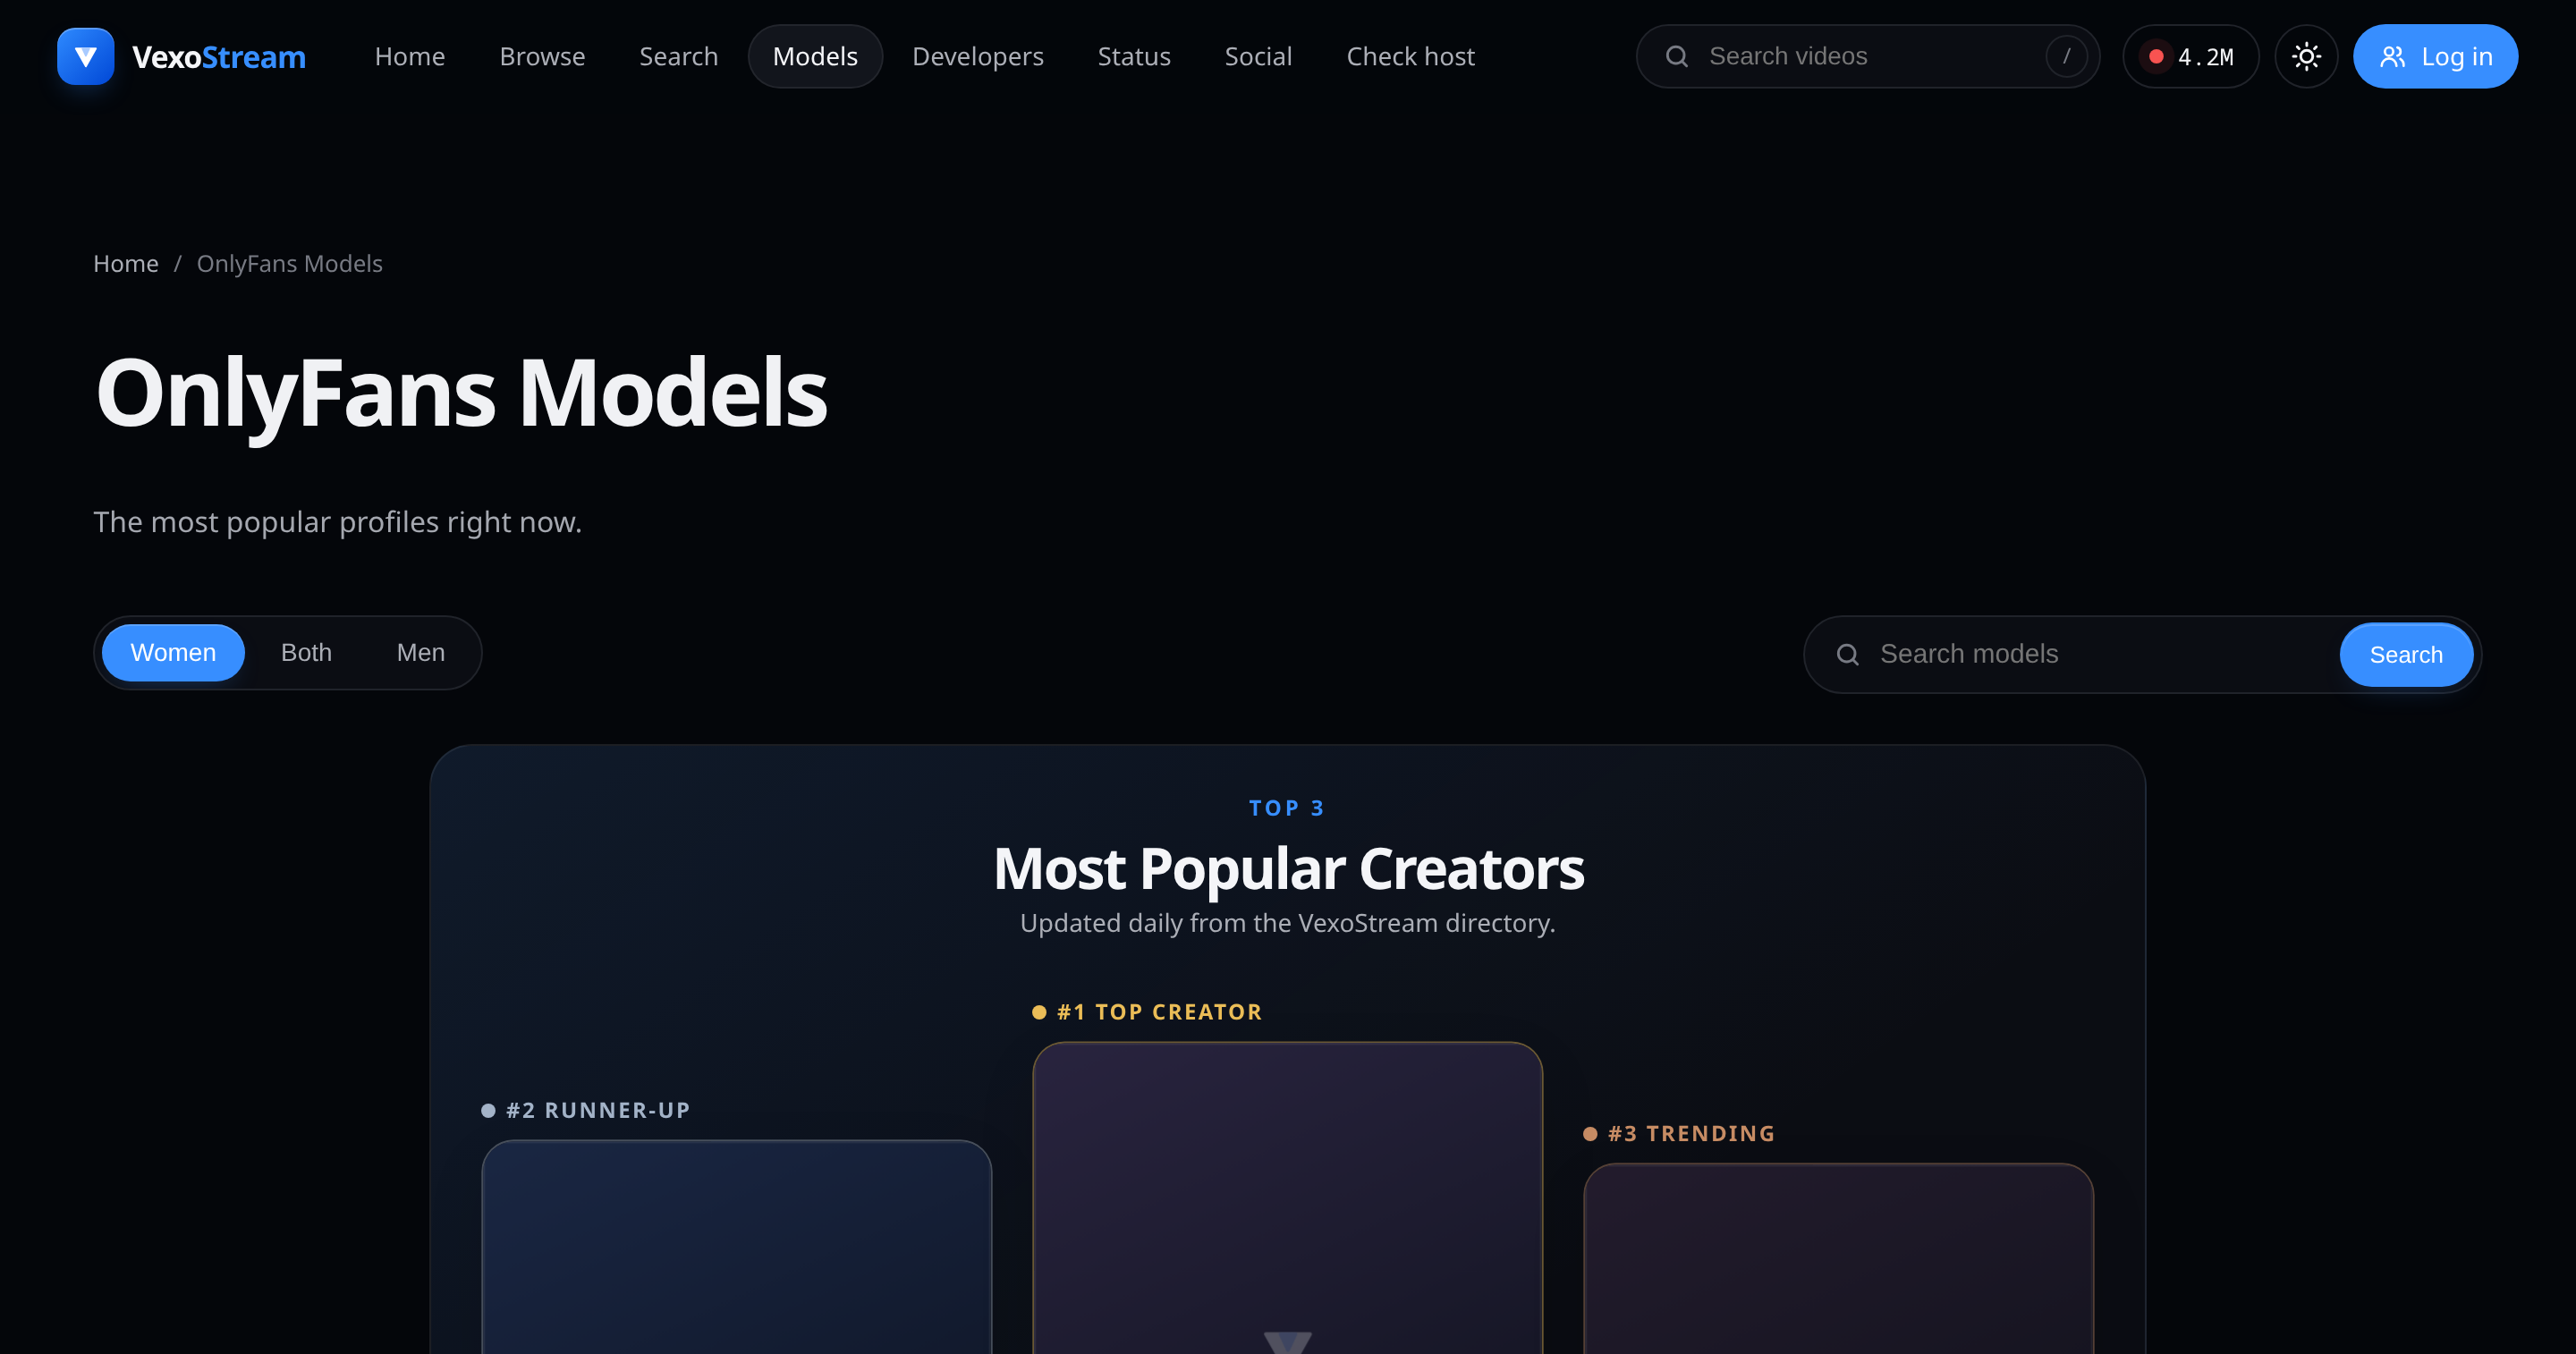 VexoStream Home Browse Search Models Developers Status Social Check host Search videos / 4.2M Log in
Home / OnlyFans Models
OnlyFans Models
The most popular profiles right now.
Women Both Men Search models Search
TOP 3
Most Popular Creators
Updated daily from the VexoStream directory.
#1 TOP CREATOR
#2 RUNNER-UP
#3 TRENDING